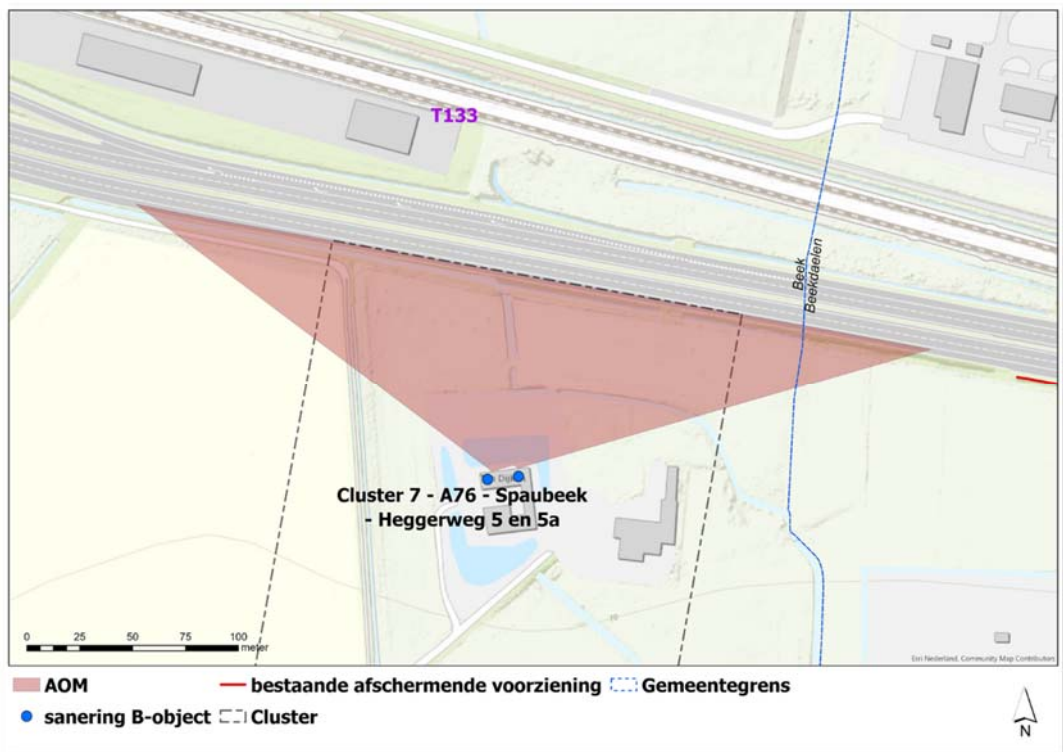 T133
Beek
Beekdaelen
Cluster 7 - A76 - Spaubeek
- Heggerweg 5 en 5a
0 25 50 75 100
meter
Esri Nederland, Community Map Contributors
AOM
bestaande afschermende voorziening
Gemeentegrens
sanering B-object
Cluster
N